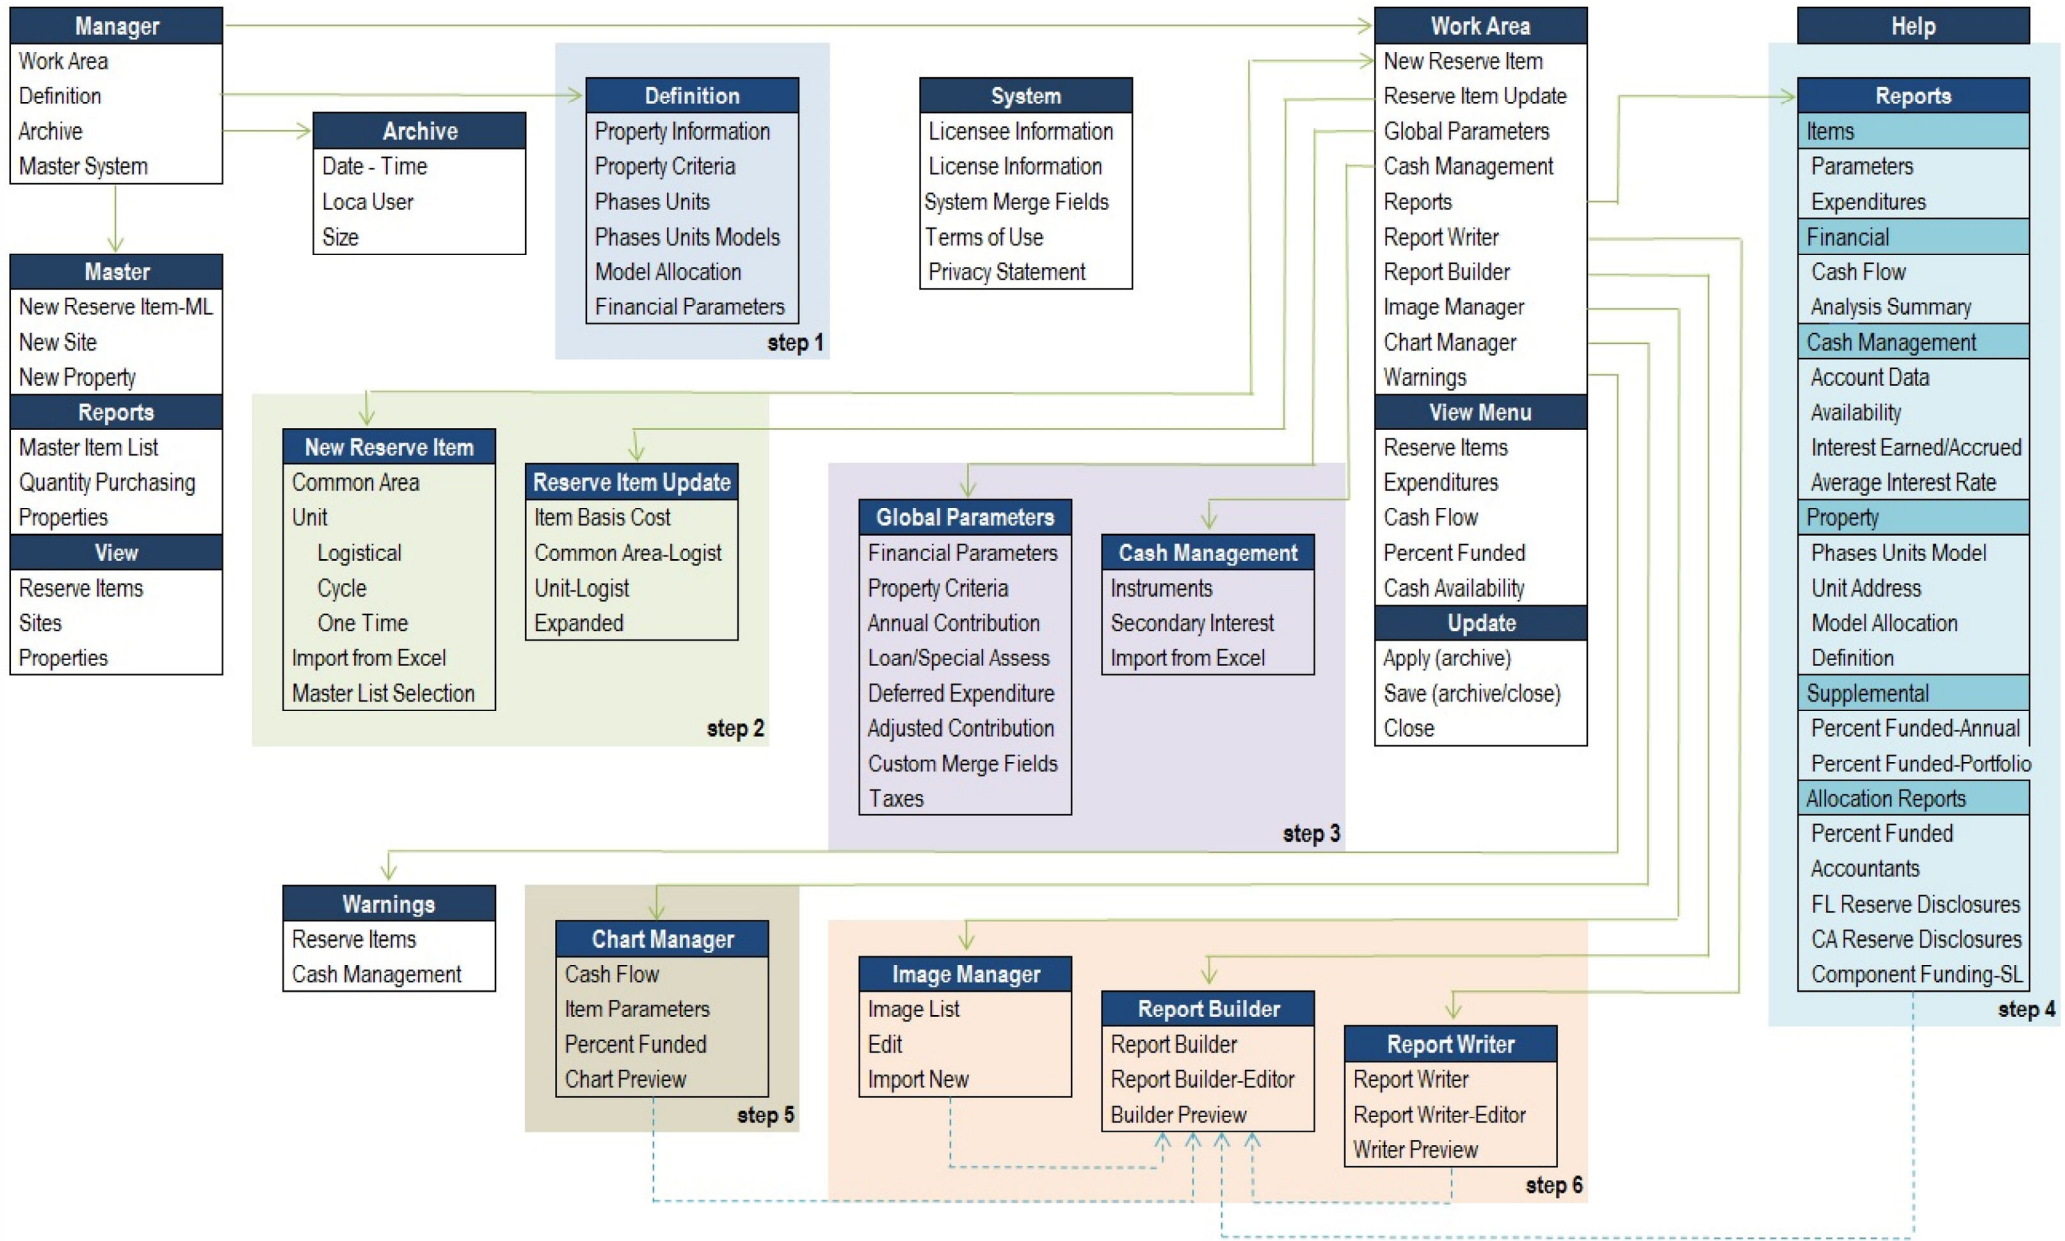 Manager
Work Area
Definition
Archive
Master System
Master
New Reserve Item-ML
New Site
New Property
Reports
Master Item List
Quantity Purchasing
Properties
View
Reserve Items
Sites
Properties
Archive
Date - Time
Loca User
Size
Definition
Property Information
Property Criteria
Phases Units
Phases Units Models
Model Allocation
Financial Parameters
step 1
System
Licensee Information
License Information
System Merge Fields
Terms of Use
Privacy Statement
New Reserve Item
Common Area
Unit
Logistical
Cycle
One Time
Import from Excel
Master List Selection
Reserve Item Update
Item Basis Cost
Common Area-Logist
Unit-Logist
Expanded
step 2
Global Parameters
Financial Parameters
Property Criteria
Annual Contribution
Loan/Special Assess
Deferred Expenditure
Adjusted Contribution
Custom Merge Fields
Taxes
Cash Management
Instruments
Secondary Interest
Import from Excel
step 3
Work Area
New Reserve Item
Reserve Item Update
Global Parameters
Cash Management
Reports
Report Writer
Report Builder
Image Manager
Chart Manager
Warnings
View Menu
Reserve Items
Expenditures
Cash Flow
Percent Funded
Cash Availability
Update
Apply (archive)
Save (archive/close)
Close
Help
Reports
Items
Parameters
Expenditures
Financial
Cash Flow
Analysis Summary
Cash Management
Account Data
Availability
Interest Earned/Accrued
Average Interest Rate
Property
Phases Units Model
Unit Address
Model Allocation
Definition
Supplemental
Percent Funded-Annual
Percent Funded-Portfolio
Allocation Reports
Percent Funded
Accountants
FL Reserve Disclosures
CA Reserve Disclosures
Component Funding-SL
step 4
Warnings
Reserve Items
Cash Management
Chart Manager
Cash Flow
Item Parameters
Percent Funded
Chart Preview
step 5
Image Manager
Image List
Edit
Import New
Report Builder
Report Builder
Report Builder-Editor
Builder Preview
Report Writer
Report Writer
Report Writer-Editor
Writer Preview
step 6